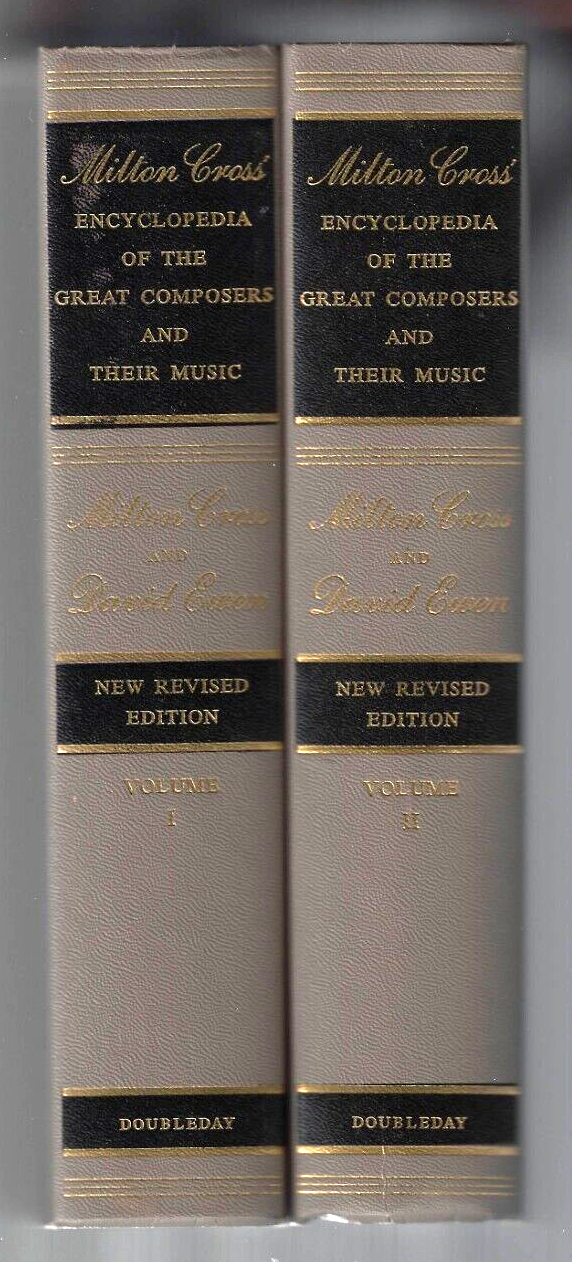 Milton Cross'
ENCYCLOPEDIA
OF THE
GREAT COMPOSERS
AND
THEIR MUSIC
Milton Cross
AND
David Ewen
NEW REVISED
EDITION
VOLUME
I
DOUBLEDAY
Milton Cross'
ENCYCLOPEDIA
OF THE
GREAT COMPOSERS
AND
THEIR MUSIC
Milton Cross
AND
David Ewen
NEW REVISED
EDITION
VOLUME
II
DOUBLEDAY